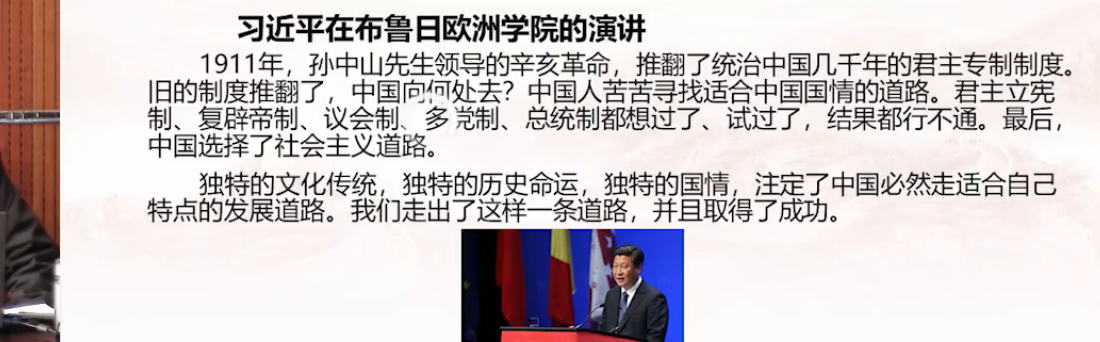 习近平在布鲁日欧洲学院的演讲
1911年，孙中山先生领导的辛亥革命，推翻了统治中国几千年的君主专制制度。
旧的制度推翻了，中国向何处去？中国人苦苦寻找适合中国国情的道路。君主立宪
制、复辟帝制、议会制、多党制、总统制都想过了、试过了，结果都行不通。最后，
中国选择了社会主义道路。
独特的文化传统，独特的历史命运，独特的国情，注定了中国必然走适合自己
特点的发展道路。我们走出了这样一条道路，并且取得了成功。